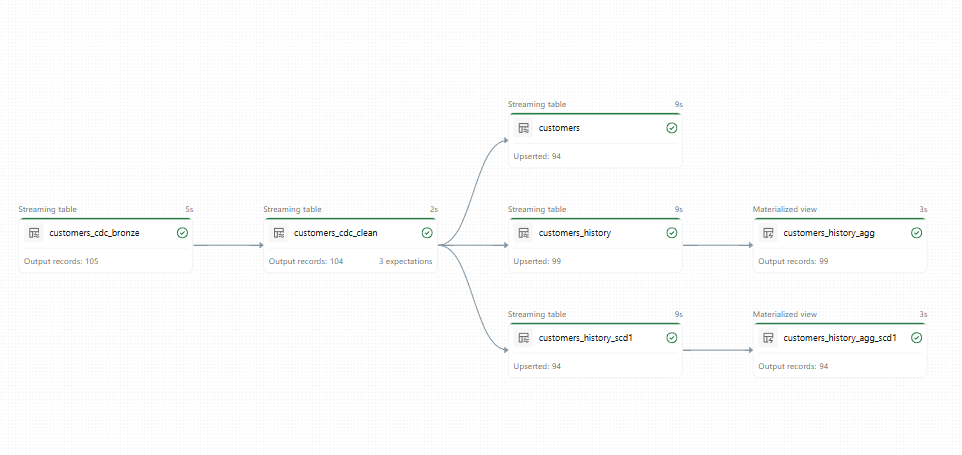 Streaming table 9s
customers
Upserted: 94
Streaming table 5s
customers_cdc_bronze
Output records: 105
Streaming table 2s
customers_cdc_clean
Output records: 104 3 expectations
Streaming table 9s
customers_history
Upserted: 99
Materialized view 3s
customers_history_agg
Output records: 99
Streaming table 9s
customers_history_scd1
Upserted: 94
Materialized view 3s
customers_history_agg_scd1
Output records: 94